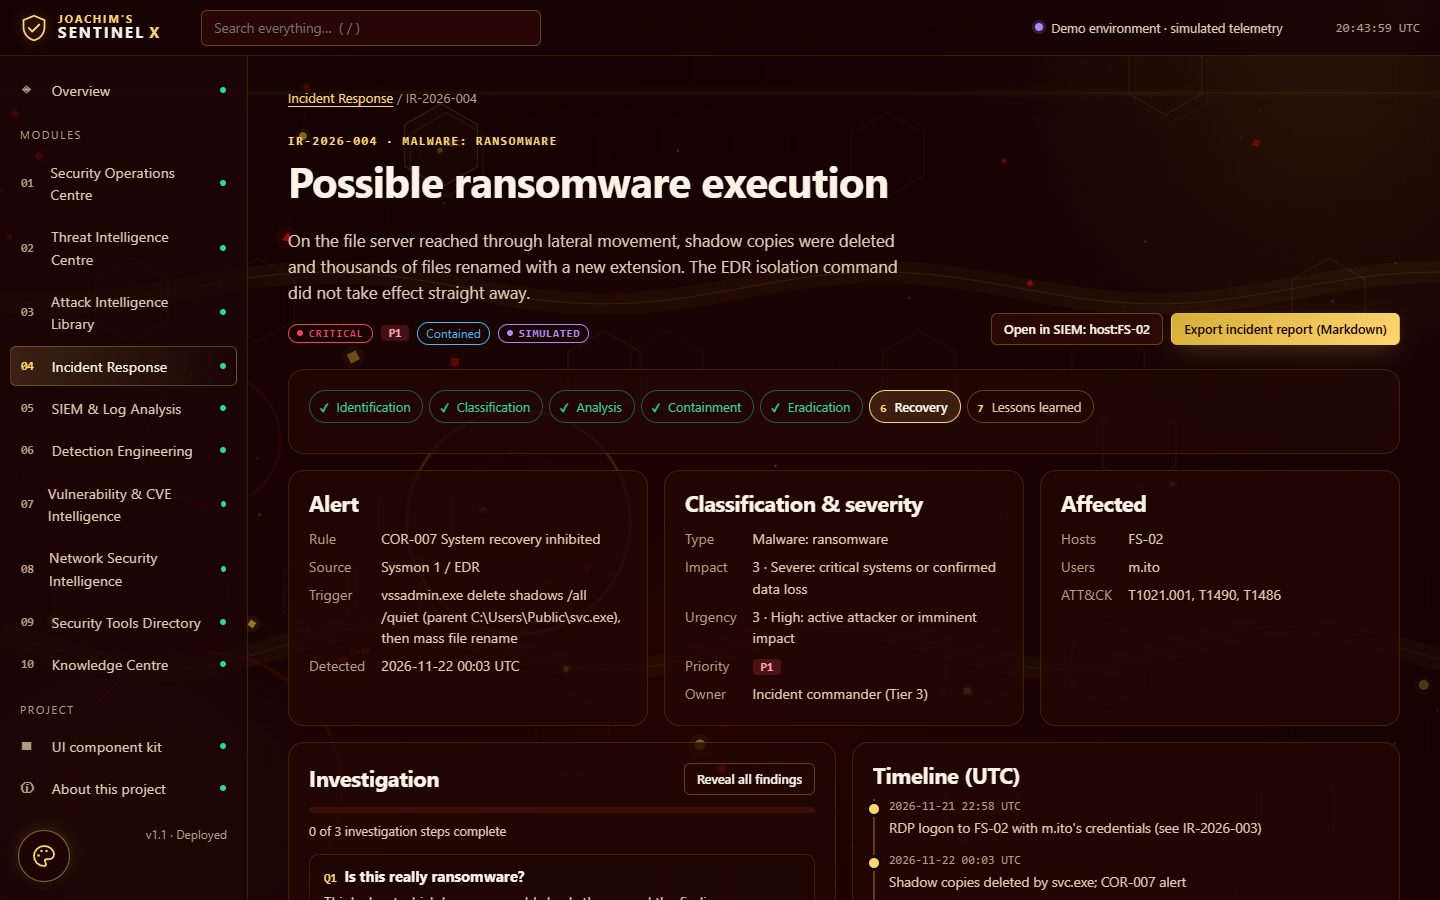 JOACHIM'S
SENTINEL X
Search everything... ( / )
Demo environment · simulated telemetry
20:43:59 UTC
Overview
MODULES
01 Security Operations
Centre
02 Threat Intelligence
Centre
03 Attack Intelligence
Library
04 Incident Response
05 SIEM & Log Analysis
06 Detection Engineering
07 Vulnerability & CVE
Intelligence
08 Network Security
Intelligence
09 Security Tools Directory
10 Knowledge Centre
PROJECT
UI component kit
About this project
v1.1 · Deployed
Incident Response / IR-2026-004
IR-2026-004 · MALWARE: RANSOMWARE
Possible ransomware execution
On the file server reached through lateral movement, shadow copies were deleted
and thousands of files renamed with a new extension. The EDR isolation command
did not take effect straight away.
CRITICAL P1 Contained SIMULATED
Open in SIEM: host:FS-02
Export incident report (Markdown)
✓ Identification ✓ Classification ✓ Analysis ✓ Containment ✓ Eradication 6 Recovery 7 Lessons learned
Alert
Rule COR-007 System recovery inhibited
Source Sysmon 1 / EDR
Trigger vssadmin.exe delete shadows /all
/quiet (parent C:\Users\Public\svc.exe),
then mass file rename
Detected 2026-11-22 00:03 UTC
Classification & severity
Type Malware: ransomware
Impact 3 · Severe: critical systems or confirmed
data loss
Urgency 3 · High: active attacker or imminent
impact
Priority P1
Owner Incident commander (Tier 3)
Affected
Hosts FS-02
Users m.ito
ATT&CK T1021.001, T1490, T1486
Investigation
Reveal all findings
0 of 3 investigation steps complete
Q1 Is this really ransomware?
Timeline (UTC)
2026-11-21 22:58 UTC
RDP logon to FS-02 with m.ito's credentials (see IR-2026-003)
2026-11-22 00:03 UTC
Shadow copies deleted by svc.exe; COR-007 alert